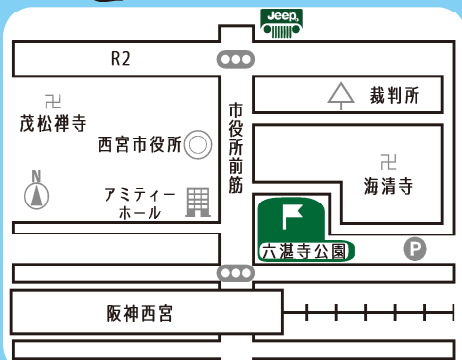 Jeep
R2
裁判所
茂松禅寺
西宮市役所
市役所前筋
海清寺
N
アミティー
ホール
六湛寺公園
P
阪神西宮